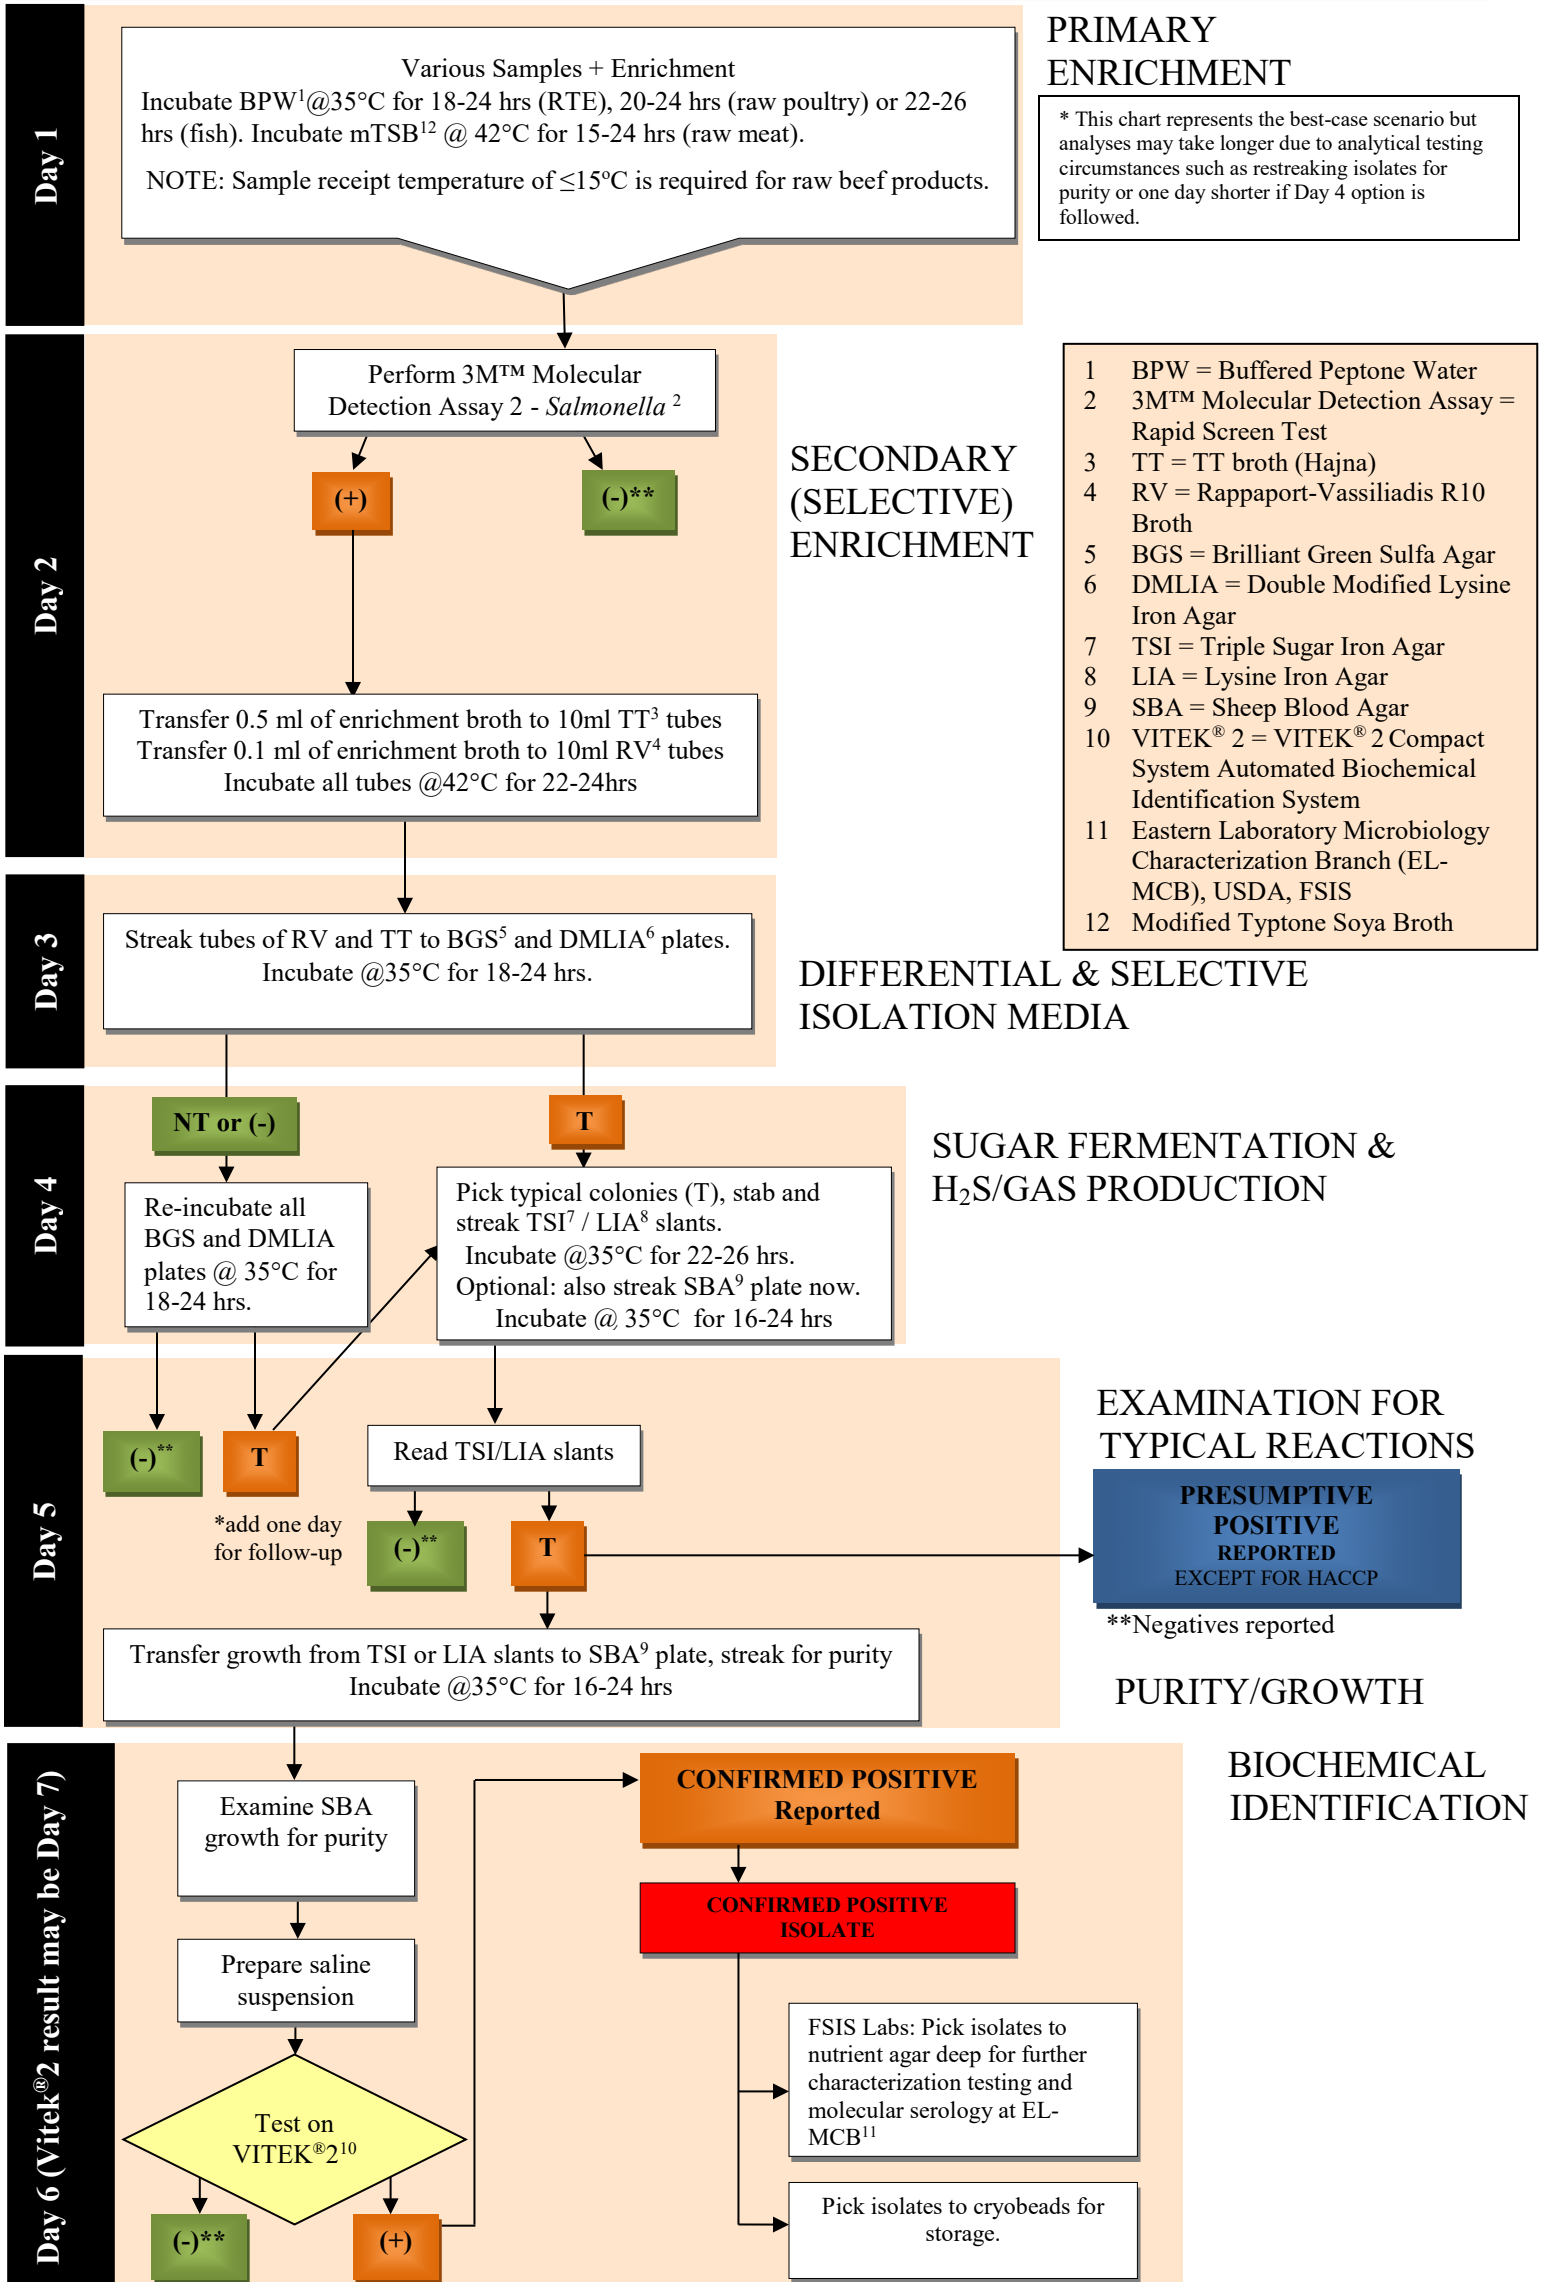 Day 1
Various Samples + Enrichment
Incubate BPW¹@35°C for 18-24 hrs (RTE), 20-24 hrs (raw poultry) or 22-26
hrs (fish). Incubate mTSB¹² @ 42°C for 15-24 hrs (raw meat).
NOTE: Sample receipt temperature of ≤15°C is required for raw beef products.
PRIMARY
ENRICHMENT
* This chart represents the best-case scenario but
analyses may take longer due to analytical testing
circumstances such as restreaking isolates for
purity or one day shorter if Day 4 option is
followed.
Day 2
Perform 3M™ Molecular
Detection Assay 2 - Salmonella ²
(+)
(-)**
SECONDARY
(SELECTIVE)
ENRICHMENT
Transfer 0.5 ml of enrichment broth to 10ml TT³ tubes
Transfer 0.1 ml of enrichment broth to 10ml RV⁴ tubes
Incubate all tubes @42°C for 22-24hrs
1 BPW = Buffered Peptone Water
2 3M™ Molecular Detection Assay =
Rapid Screen Test
3 TT = TT broth (Hajna)
4 RV = Rappaport-Vassiliadis R10
Broth
5 BGS = Brilliant Green Sulfa Agar
6 DMLIA = Double Modified Lysine
Iron Agar
7 TSI = Triple Sugar Iron Agar
8 LIA = Lysine Iron Agar
9 SBA = Sheep Blood Agar
10 VITEK® 2 = VITEK® 2 Compact
System Automated Biochemical
Identification System
11 Eastern Laboratory Microbiology
Characterization Branch (EL-
MCB), USDA, FSIS
12 Modified Typtone Soya Broth
Day 3
Streak tubes of RV and TT to BGS⁵ and DMLIA⁶ plates.
Incubate @35°C for 18-24 hrs.
DIFFERENTIAL & SELECTIVE
ISOLATION MEDIA
Day 4
NT or (-)
T
Re-incubate all
BGS and DMLIA
plates @ 35°C for
18-24 hrs.
Pick typical colonies (T), stab and
streak TSI⁷ / LIA⁸ slants.
Incubate @35°C for 22-26 hrs.
Optional: also streak SBA⁹ plate now.
Incubate @ 35°C for 16-24 hrs
SUGAR FERMENTATION &
H₂S/GAS PRODUCTION
Day 5
(-)**
T
*add one day
for follow-up
Read TSI/LIA slants
(-)**
T
EXAMINATION FOR
TYPICAL REACTIONS
PRESUMPTIVE
POSITIVE
REPORTED
EXCEPT FOR HACCP
**Negatives reported
Transfer growth from TSI or LIA slants to SBA⁹ plate, streak for purity
Incubate @35°C for 16-24 hrs
PURITY/GROWTH
Day 6 (Vitek®2 result may be Day 7)
Examine SBA
growth for purity
Prepare saline
suspension
Test on
VITEK®2¹⁰
(-)**
(+)
CONFIRMED POSITIVE
Reported
CONFIRMED POSITIVE
ISOLATE
FSIS Labs: Pick isolates to
nutrient agar deep for further
characterization testing and
molecular serology at EL-
MCB¹¹
Pick isolates to cryobeads for
storage.
BIOCHEMICAL
IDENTIFICATION